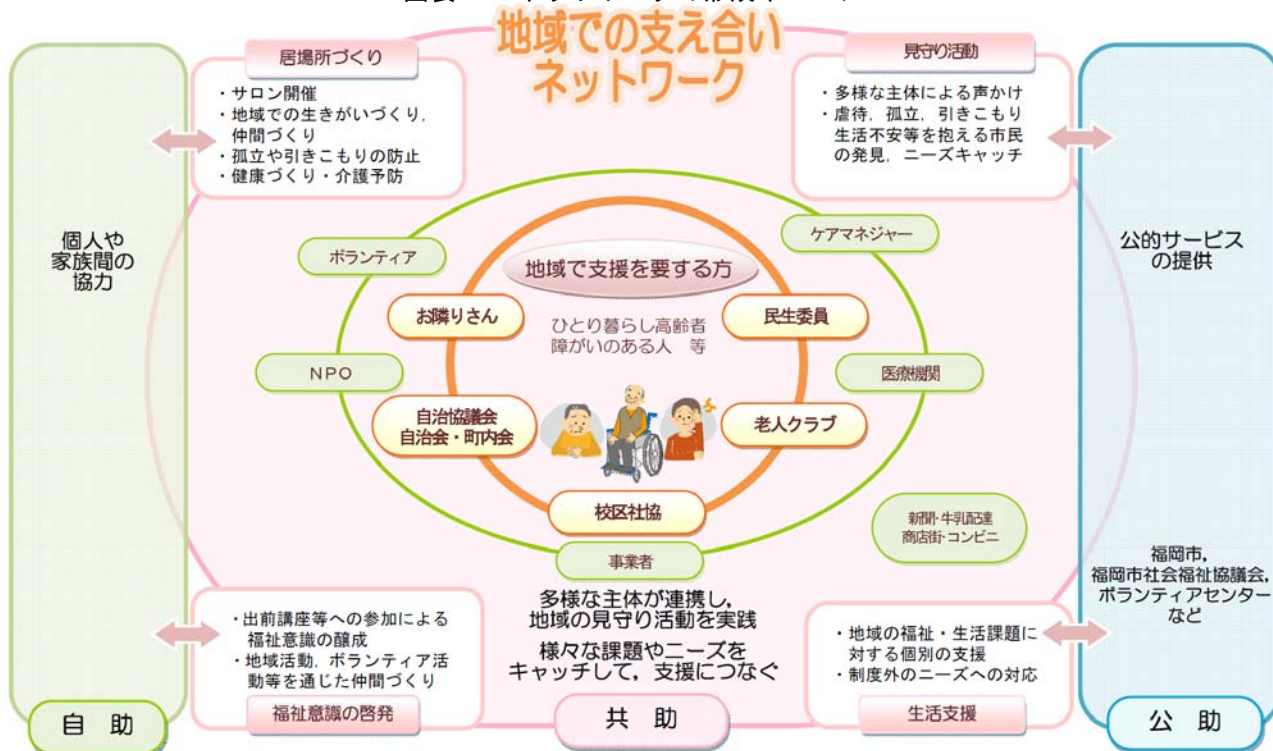 地域での支え合い
ネットワーク
居場所づくり
・サロン開催
・地域での生きがいづくり，
仲間づくり
・孤立や引きこもりの防止
・健康づくり・介護予防
見守り活動
・多様な主体による声かけ
・虐待，孤立，引きこもり
生活不安等を抱える市民
の発見，ニーズキャッチ
個人や
家族間の
協力
公的サービス
の提供
ボランティア
ケアマネジャー
地域で支援を要する方
お隣りさん
民生委員
ひとり暮らし高齢者
障がいのある人　等
NPO
医療機関
自治協議会
自治会・町内会
老人クラブ
校区社協
新聞・牛乳配達
商店街・コンビニ
事業者
福岡市，
福岡市社会福祉協議会，
ボランティアセンター
など
多様な主体が連携し，
地域の見守り活動を実践
様々な課題やニーズを
キャッチして，支援につなぐ
・出前講座等への参加による
福祉意識の醸成
・地域活動，ボランティア活
動等を通じた仲間づくり
福祉意識の啓発
・地域の福祉・生活課題に
対する個別の支援
・制度外のニーズへの対応
生活支援
自　助
共　助
公　助